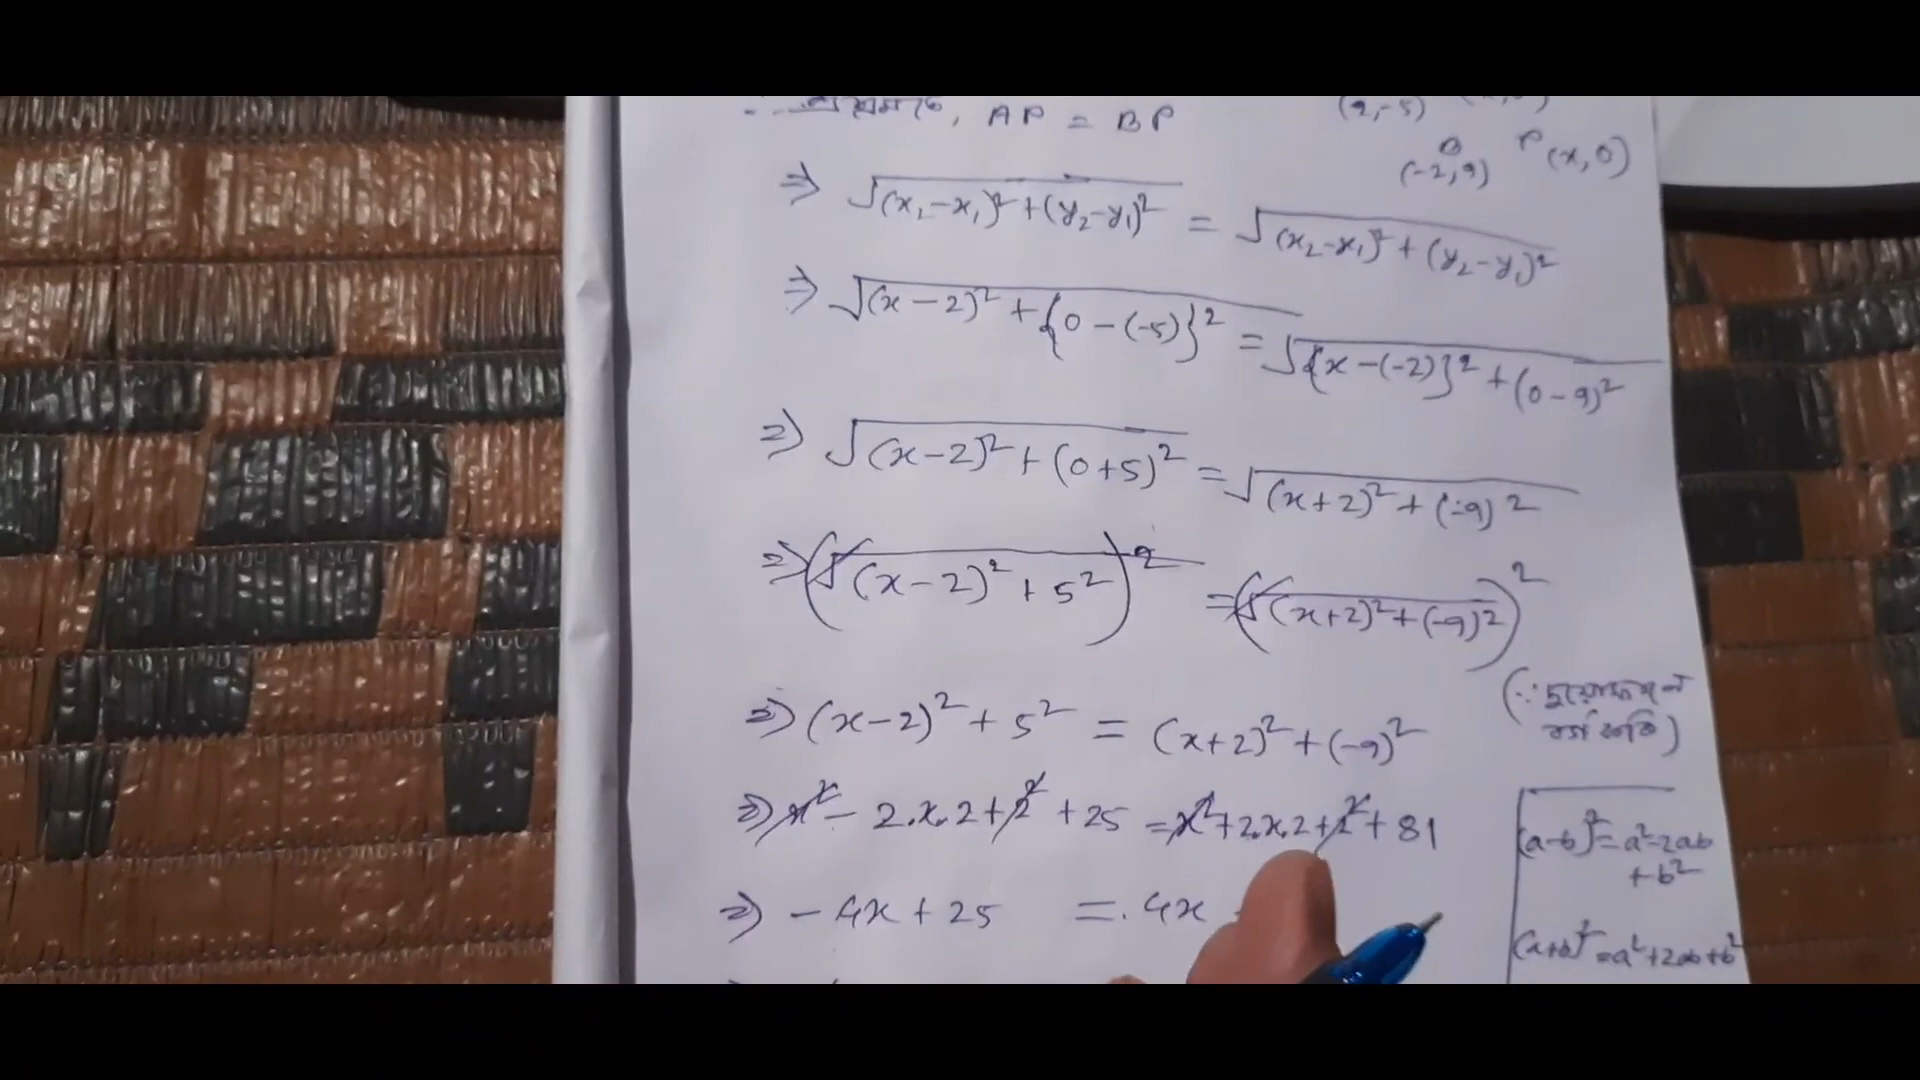 , AP = BP
(2,-5)
B P(x,0)
(-2,9)
⇒ √(x₂-x₁)²+(y₂-y₁)² = √(x₂-x₁)²+(y₂-y₁)²
⇒ √(x-2)²+{0-(-5)}² = √{x-(-2)}²+(0-9)²
⇒ √(x-2)²+(0+5)² = √(x+2)²+(-9)²
⇒ (√(x-2)²+5²)² = (√(x+2)²+(-9)²)²
(∵
⇒ (x-2)²+5² = (x+2)²+(-9)²
⇒ x²-2.x.2+2²+25 = x²+2.x.2+2²+81
(a-b)²=a²-2ab
+b²
⇒ -4x+25 = 4x
(a+b)²=a²+2ab+b²